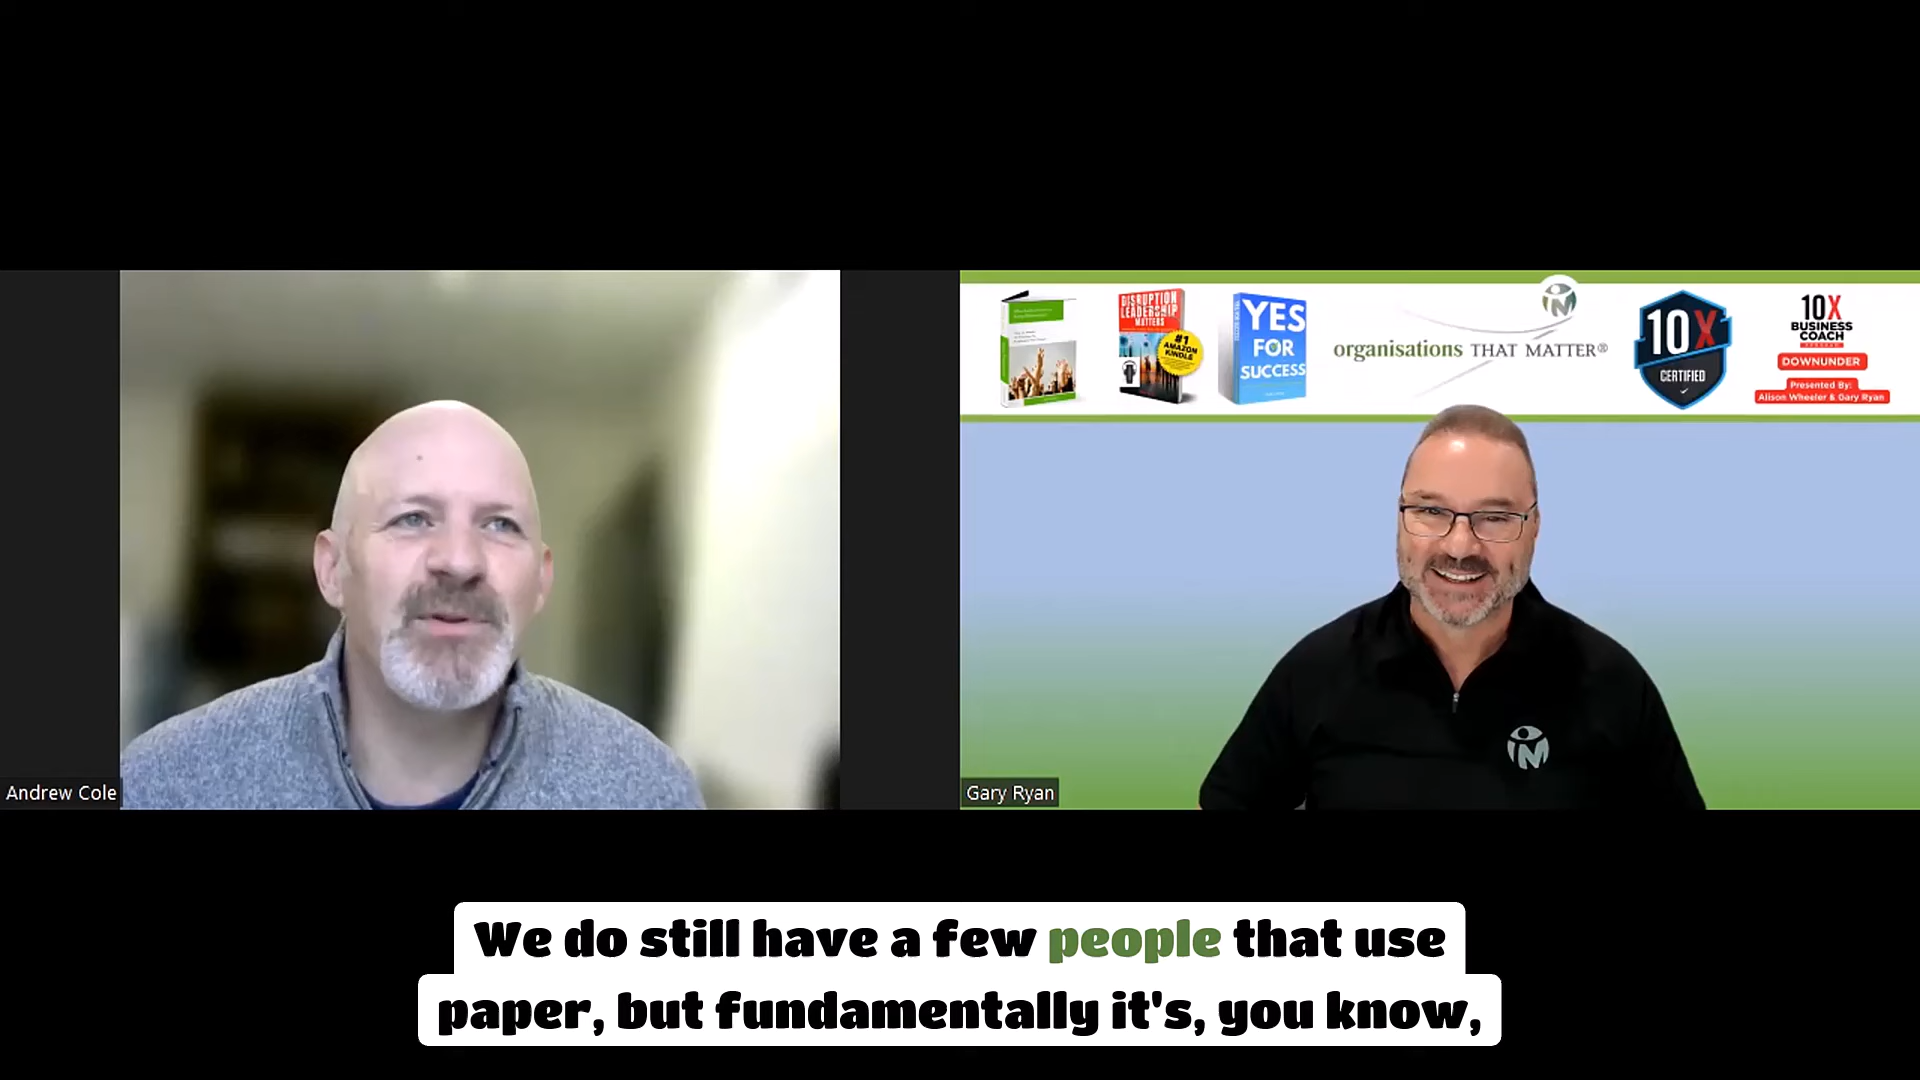 DISRUPTION
LEADERSHIP
MATTERS
#1
AMAZON
KINDLE
YES
FOR
SUCCESS
organisations THAT MATTER®
10X
CERTIFIED
10X
BUSINESS
COACH
DOWNUNDER
Presented By:
Alison Wheeler & Gary Ryan
Andrew Cole
Gary Ryan
We do still have a few people that use
paper, but fundamentally it's, you know,